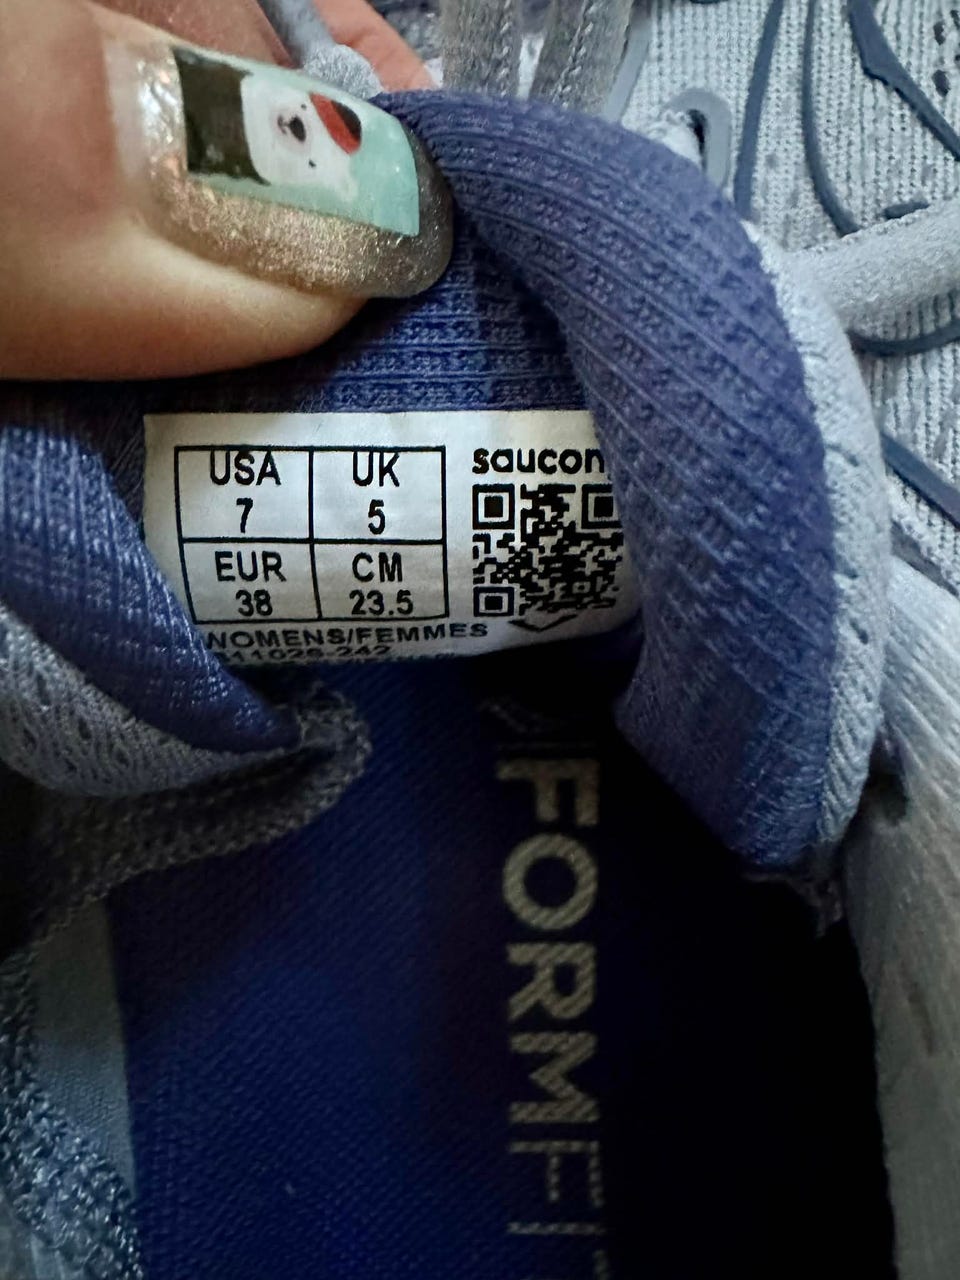 USA UK
7 5
EUR CM
38 23.5
saucon
WOMENS/FEMMES
FORMFI